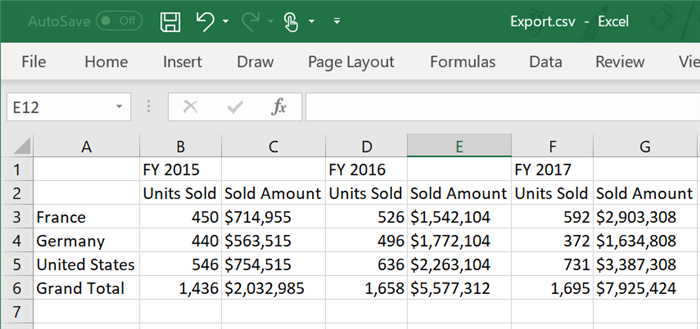 AutoSave Off Export.csv - Excel
File Home Insert Draw Page Layout Formulas Data Review Vie
E12 fx
A B C D E F G
1 FY 2015 FY 2016 FY 2017
2 Units Sold Sold Amount Units Sold Sold Amount Units Sold Sold Amount
3 France 450 $714,955 526 $1,542,104 592 $2,903,308
4 Germany 440 $563,515 496 $1,772,104 372 $1,634,808
5 United States 546 $754,515 636 $2,263,104 731 $3,387,308
6 Grand Total 1,436 $2,032,985 1,658 $5,577,312 1,695 $7,925,424
7